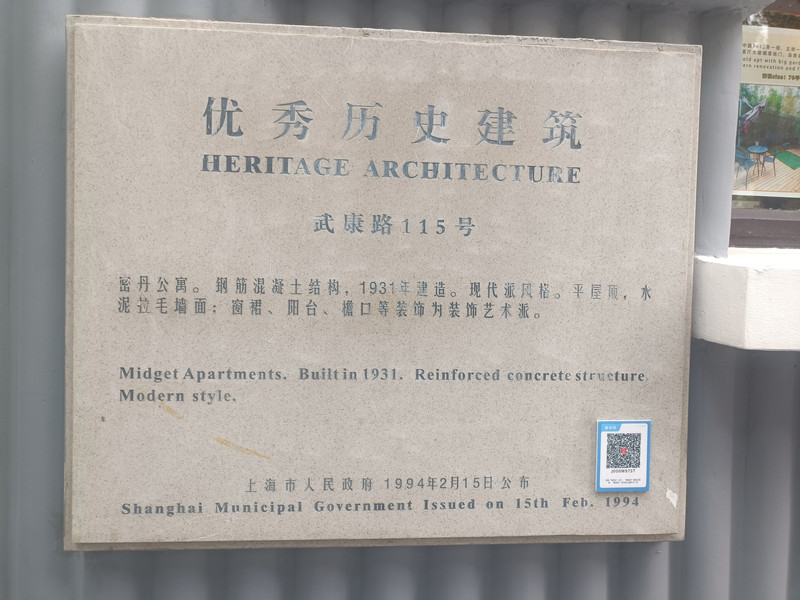 优秀历史建筑
HERITAGE ARCHITECTURE
武康路115号
密丹公寓。钢筋混凝土结构，1931年建造。现代派风格。平屋顶，水
泥拉毛墙面；窗裙、阳台、檐口等装饰为装饰艺术派。
Midget Apartments. Built in 1931. Reinforced concrete structure.
Modern style.
上海市人民政府 1994年2月15日公布
Shanghai Municipal Government Issued on 15th Feb. 1994